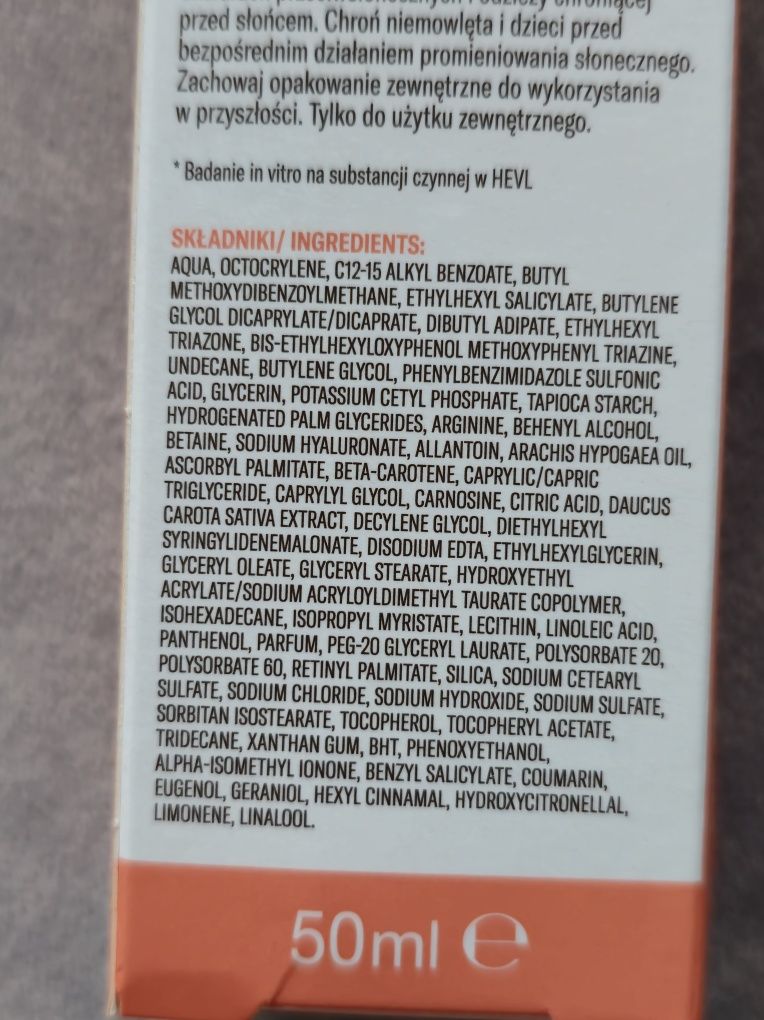 przed słońcem. Chroń niemowlęta i dzieci przed
bezpośrednim działaniem promieniowania słonecznego.
Zachowaj opakowanie zewnętrzne do wykorzystania
w przyszłości. Tylko do użytku zewnętrznego.
* Badanie in vitro na substancji czynnej w HEVL
SKŁADNIKI/ INGREDIENTS:
AQUA, OCTOCRYLENE, C12-15 ALKYL BENZOATE, BUTYL
METHOXYDIBENZOYLMETHANE, ETHYLHEXYL SALICYLATE, BUTYLENE
GLYCOL DICAPRYLATE/DICAPRATE, DIBUTYL ADIPATE, ETHYLHEXYL
TRIAZONE, BIS-ETHYLHEXYLOXYPHENOL METHOXYPHENYL TRIAZINE,
UNDECANE, BUTYLENE GLYCOL, PHENYLBENZIMIDAZOLE SULFONIC
ACID, GLYCERIN, POTASSIUM CETYL PHOSPHATE, TAPIOCA STARCH,
HYDROGENATED PALM GLYCERIDES, ARGININE, BEHENYL ALCOHOL,
BETAINE, SODIUM HYALURONATE, ALLANTOIN, ARACHIS HYPOGAEA OIL,
ASCORBYL PALMITATE, BETA-CAROTENE, CAPRYLIC/CAPRIC
TRIGLYCERIDE, CAPRYLYL GLYCOL, CARNOSINE, CITRIC ACID, DAUCUS
CAROTA SATIVA EXTRACT, DECYLENE GLYCOL, DIETHYLHEXYL
SYRINGYLIDENEMALONATE, DISODIUM EDTA, ETHYLHEXYLGLYCERIN,
GLYCERYL OLEATE, GLYCERYL STEARATE, HYDROXYETHYL
ACRYLATE/SODIUM ACRYLOYLDIMETHYL TAURATE COPOLYMER,
ISOHEXADECANE, ISOPROPYL MYRISTATE, LECITHIN, LINOLEIC ACID,
PANTHENOL, PARFUM, PEG-20 GLYCERYL LAURATE, POLYSORBATE 20,
POLYSORBATE 60, RETINYL PALMITATE, SILICA, SODIUM CETEARYL
SULFATE, SODIUM CHLORIDE, SODIUM HYDROXIDE, SODIUM SULFATE,
SORBITAN ISOSTEARATE, TOCOPHEROL, TOCOPHERYL ACETATE,
TRIDECANE, XANTHAN GUM, BHT, PHENOXYETHANOL,
ALPHA-ISOMETHYL IONONE, BENZYL SALICYLATE, COUMARIN,
EUGENOL, GERANIOL, HEXYL CINNAMAL, HYDROXYCITRONELLAL,
LIMONENE, LINALOOL.
50ml ℮